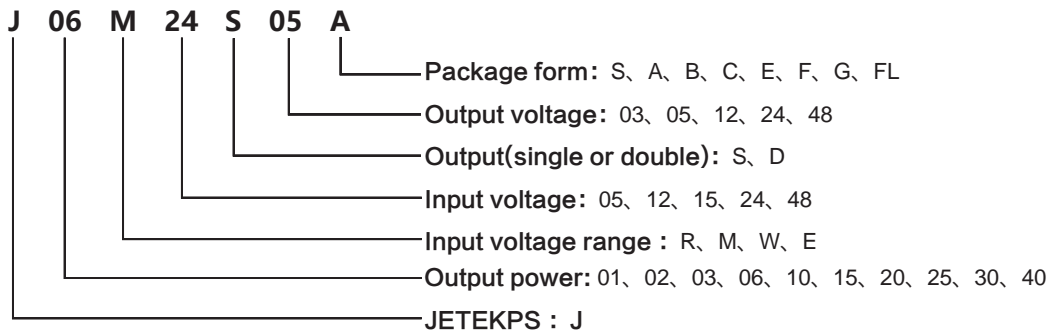 J 06 M 24 S 05 A
Package form: S、A、B、C、E、F、G、FL
Output voltage: 03、05、12、24、48
Output(single or double): S、D
Input voltage: 05、12、15、24、48
Input voltage range : R、M、W、E
Output power: 01、02、03、06、10、15、20、25、30、40
JETEKPS : J